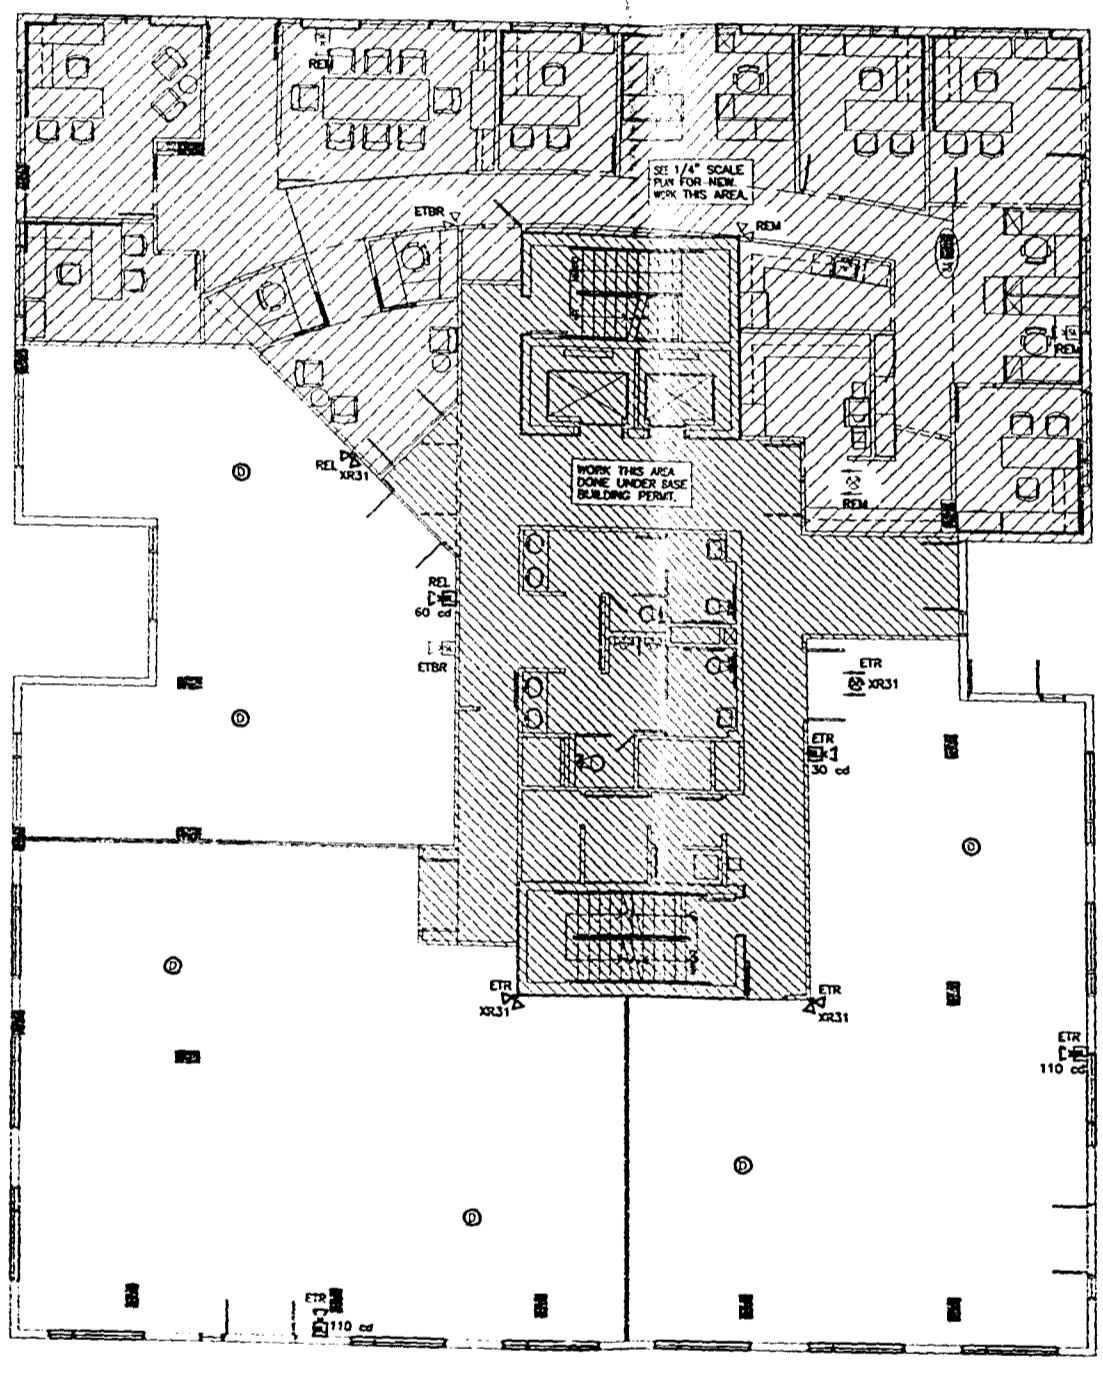 REM
SEE 1/4" SCALE
PLAN FOR NEW
WORK THIS AREA.
ETBR
REM
REM
REL
XR31
WORK THIS AREA
DONE UNDER BASE
BUILDING PERMIT.
REM
REL
60 cd
ETBR
ETR
XR31
ETR
30 cd
D
D
D
D
D
D
ETR
XR31
ETR
XR31
ETR
110 cd
ETR
110 cd